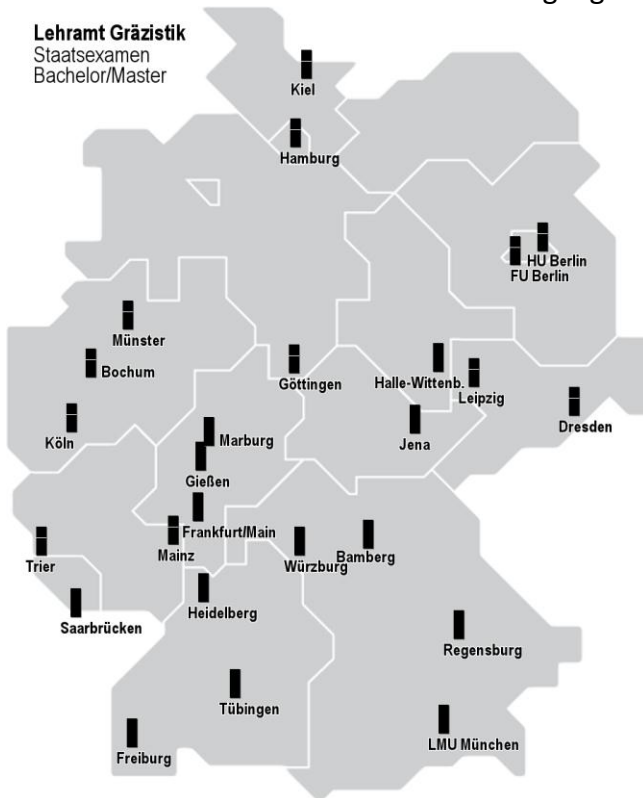 Lehramt Gräzistik
Staatsexamen
Bachelor/Master
Kiel
Hamburg
HU Berlin
FU Berlin
Münster
Bochum
Göttingen
Halle-Wittenb.
Leipzig
Dresden
Köln
Marburg
Jena
Gießen
Frankfurt/Main
Mainz
Würzburg
Bamberg
Trier
Heidelberg
Saarbrücken
Regensburg
Tübingen
LMU München
Freiburg